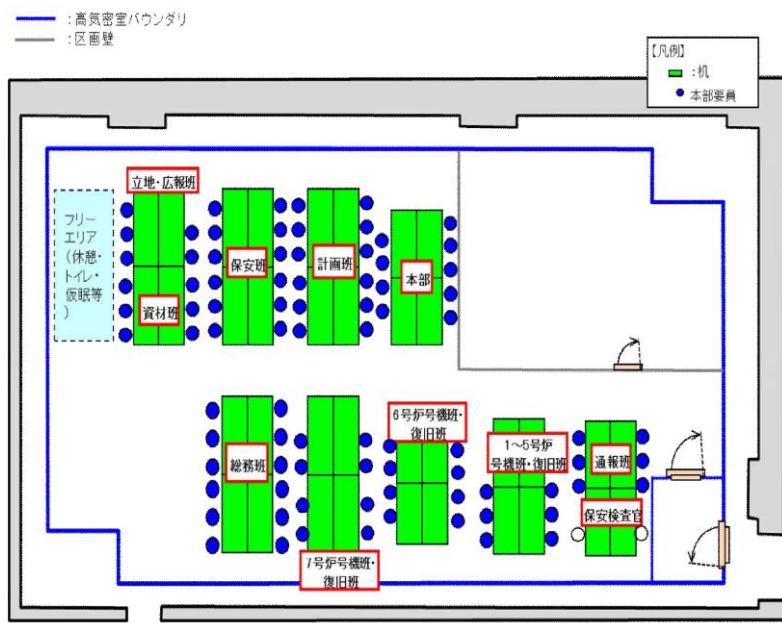 ：高気密室バウンダリ
：区画壁
【凡例】
：机
：本部要員
立地・広報班
フリー
エリア
（休憩・
トイレ・
仮眠等
）
保安班
計画班
本部
資材班
6号炉号機班・
復旧班
1～5号炉
号機班・復旧班
通報班
総務班
保安検査官
7号炉号機班・
復旧班